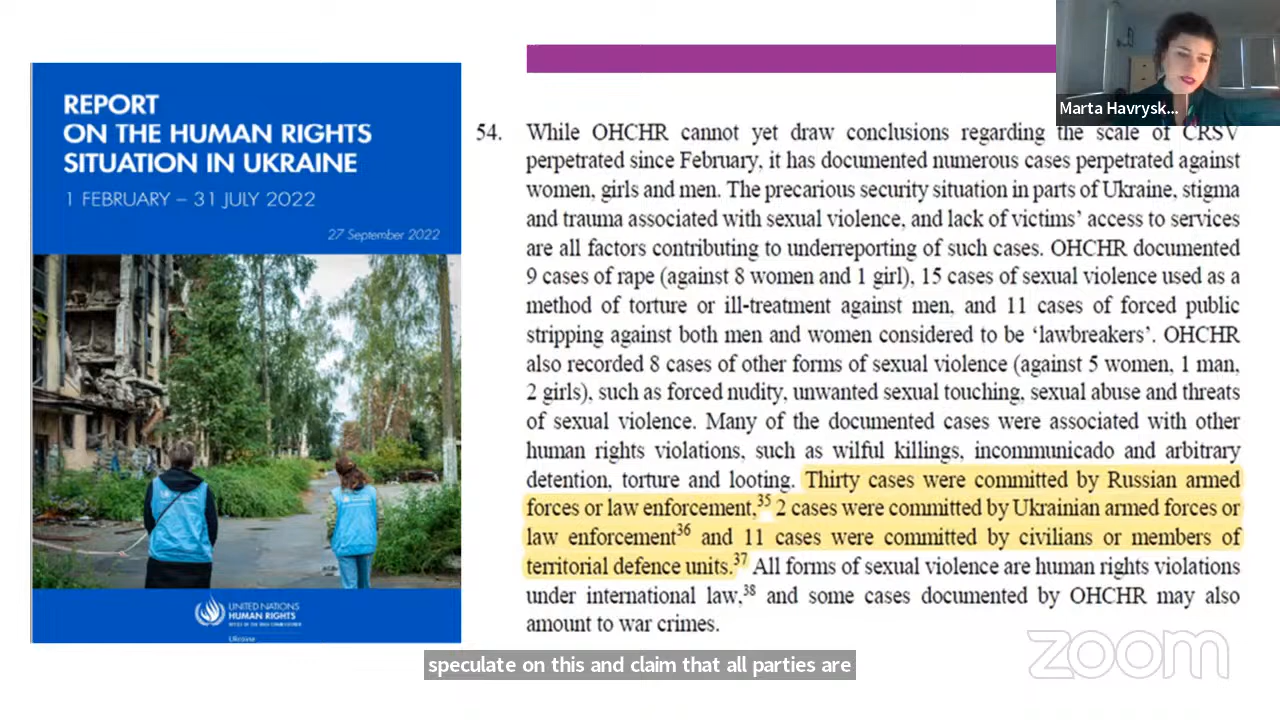 REPORT
ON THE HUMAN RIGHTS
SITUATION IN UKRAINE
1 FEBRUARY – 31 JULY 2022
27 September 2022
UNITED NATIONS
HUMAN RIGHTS
OFFICE OF THE HIGH COMMISSIONER
Ukraine
54. While OHCHR cannot yet draw conclusions regarding the scale of CRSV
perpetrated since February, it has documented numerous cases perpetrated against
women, girls and men. The precarious security situation in parts of Ukraine, stigma
and trauma associated with sexual violence, and lack of victims' access to services
are all factors contributing to underreporting of such cases. OHCHR documented
9 cases of rape (against 8 women and 1 girl), 15 cases of sexual violence used as a
method of torture or ill-treatment against men, and 11 cases of forced public
stripping against both men and women considered to be 'lawbreakers'. OHCHR
also recorded 8 cases of other forms of sexual violence (against 5 women, 1 man,
2 girls), such as forced nudity, unwanted sexual touching, sexual abuse and threats
of sexual violence. Many of the documented cases were associated with other
human rights violations, such as wilful killings, incommunicado and arbitrary
detention, torture and looting. Thirty cases were committed by Russian armed
forces or law enforcement,35 2 cases were committed by Ukrainian armed forces or
law enforcement36 and 11 cases were committed by civilians or members of
territorial defence units.37 All forms of sexual violence are human rights violations
under international law,38 and some cases documented by OHCHR may also
amount to war crimes.
Marta Havrysk...
speculate on this and claim that all parties are
zoom